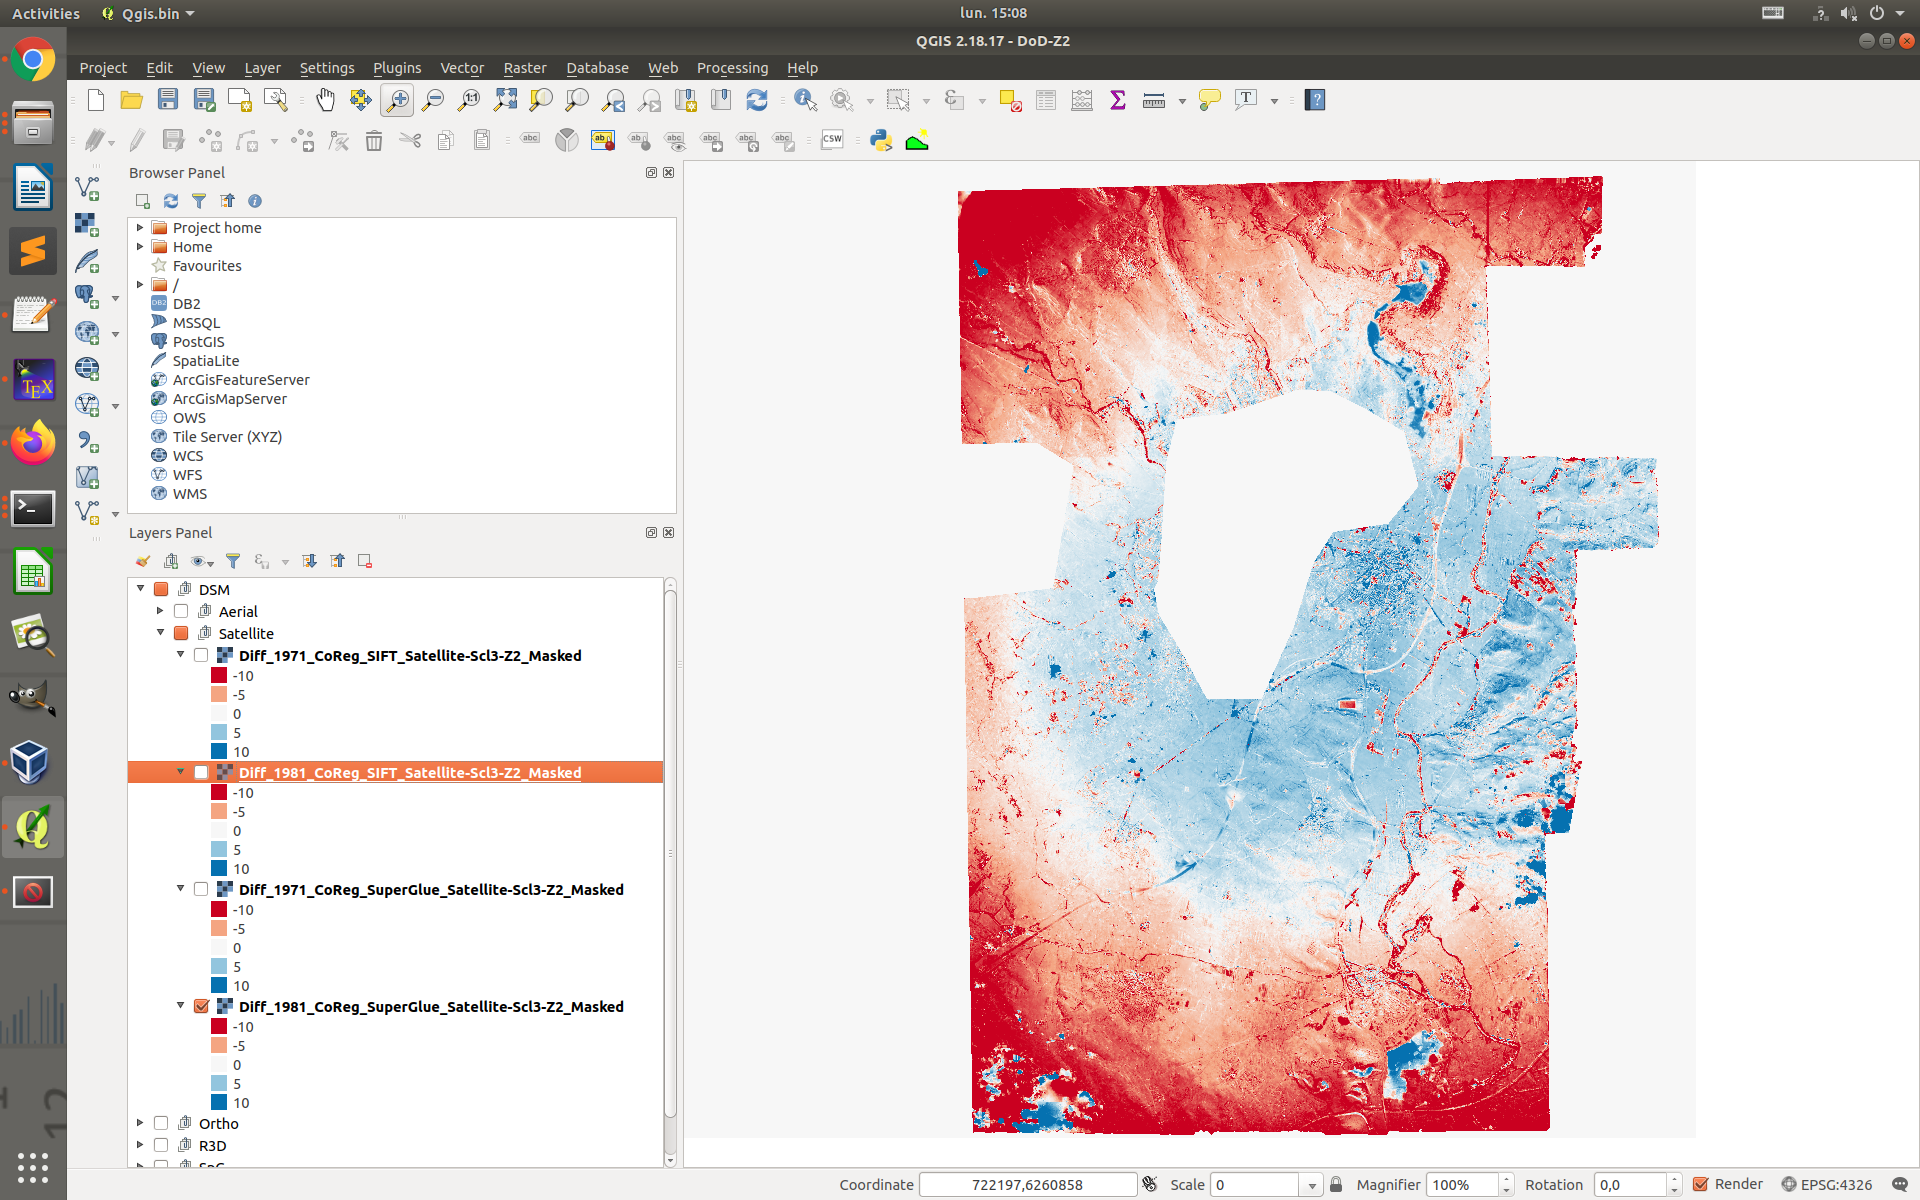 Activities
Qgis.bin
lun. 15:08
QGIS 2.18.17 - DoD-Z2
Project Edit View Layer Settings Plugins Vector Raster Database Web Processing Help
Browser Panel
Project home
Home
Favourites
/
DB2
MSSQL
PostGIS
SpatiaLite
ArcGisFeatureServer
ArcGisMapServer
OWS
Tile Server (XYZ)
WCS
WFS
WMS
Layers Panel
DSM
Aerial
Satellite
Diff_1971_CoReg_SIFT_Satellite-Scl3-Z2_Masked
-10
-5
0
5
10
Diff_1981_CoReg_SIFT_Satellite-Scl3-Z2_Masked
-10
-5
0
5
10
Diff_1971_CoReg_SuperGlue_Satellite-Scl3-Z2_Masked
-10
-5
0
5
10
Diff_1981_CoReg_SuperGlue_Satellite-Scl3-Z2_Masked
-10
-5
0
5
10
Ortho
R3D
Coordinate 722197,6260858 Scale 0 Magnifier 100% Rotation 0,0 Render EPSG:4326